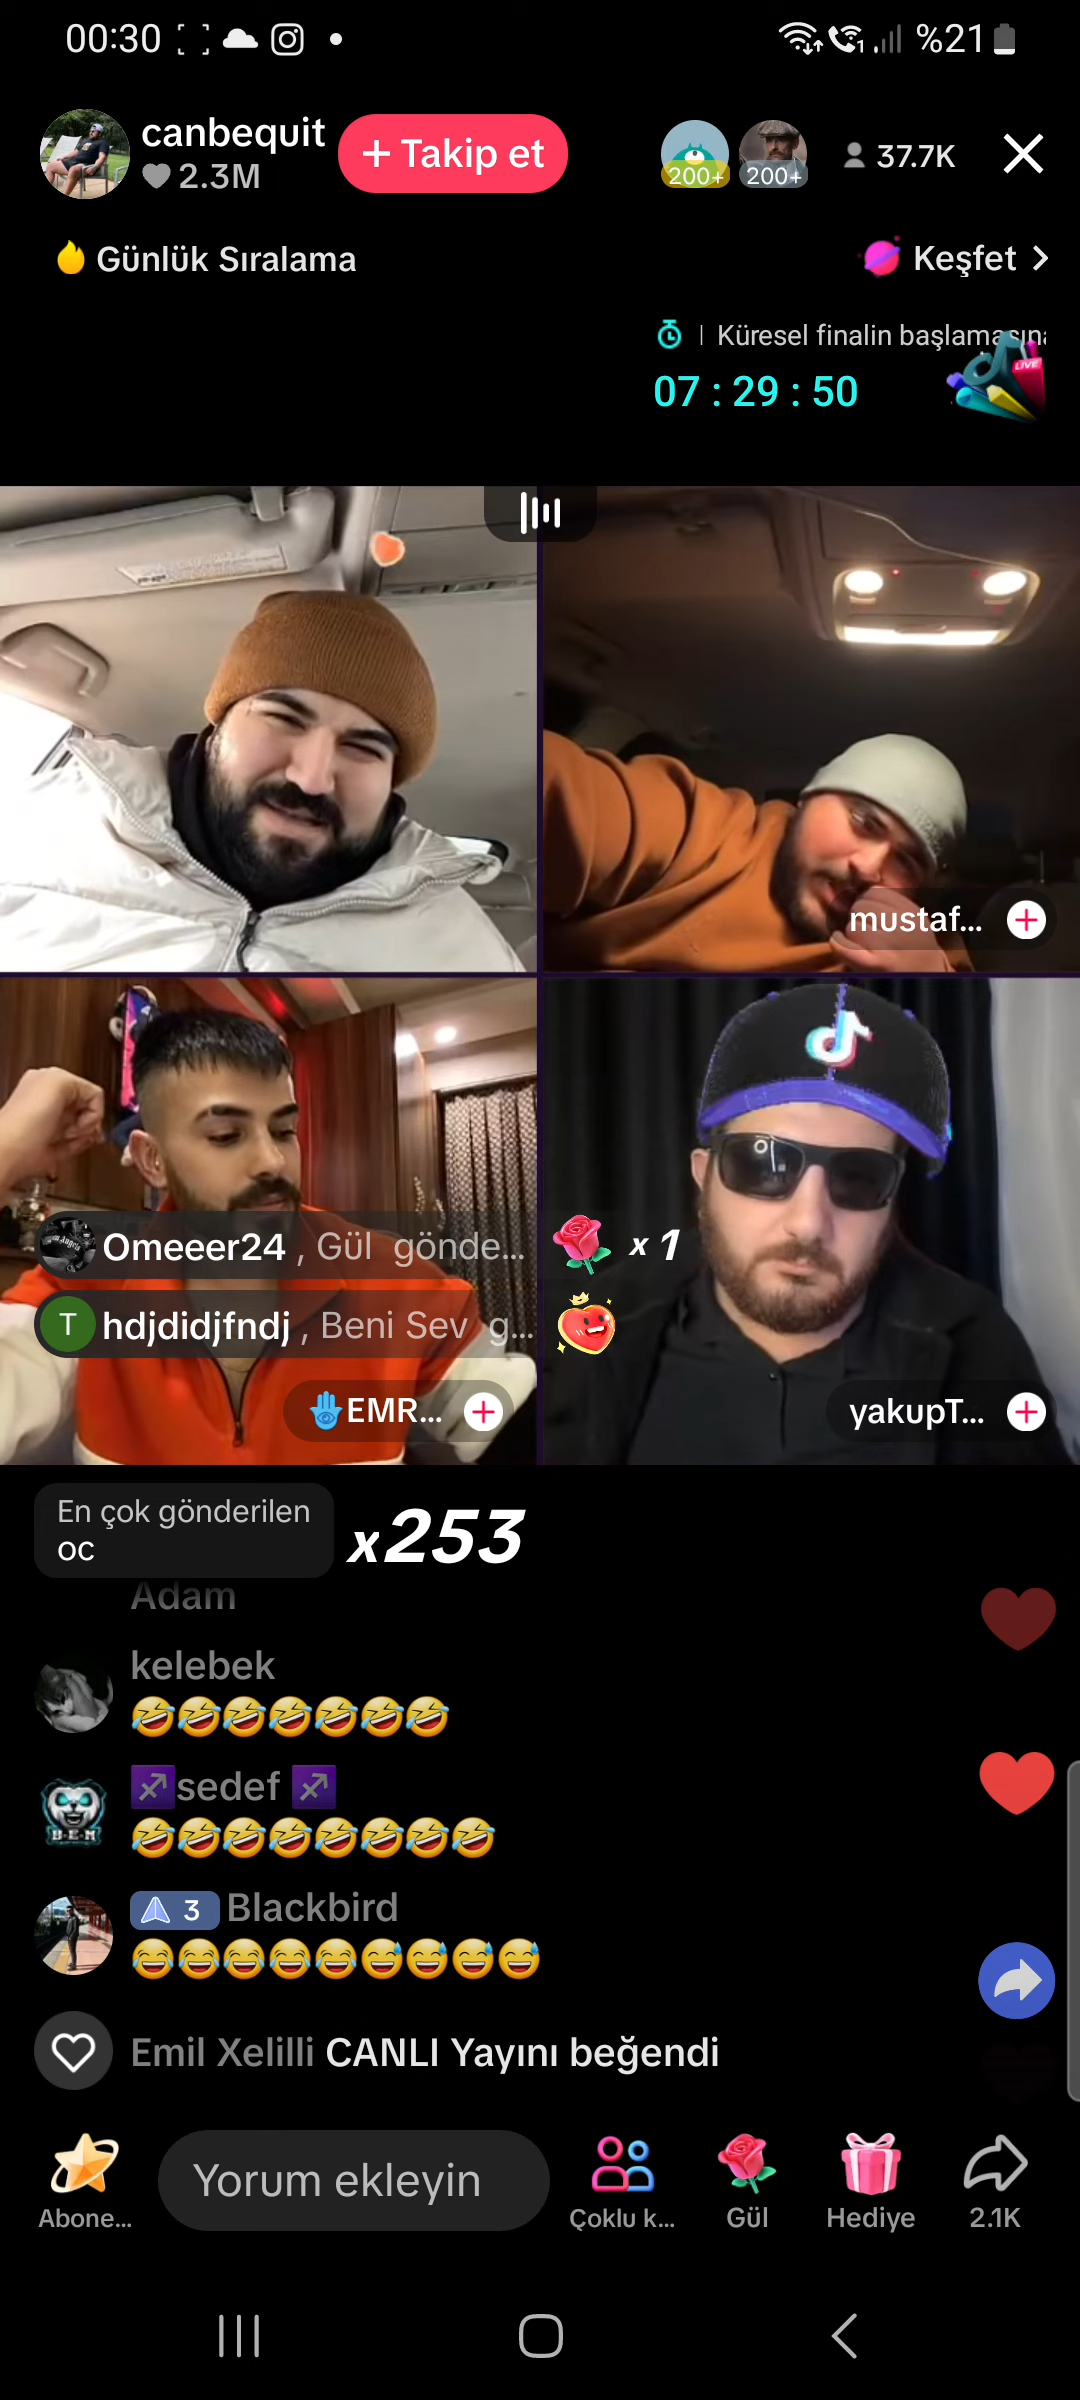 00:30
%21
canbequit
2.3M
+ Takip et
200+
200+
37.7K
Günlük Sıralama
Keşfet
Küresel finalin başlamasına
07 : 29 : 50
LIVE
mustaf...
Omeeer24 , Gül gönde...
x 1
hdjdidjfndj , Beni Sev g...
T
EMR...
yakupT...
En çok gönderilen
oc
x253
Adam
kelebek
🤣🤣🤣🤣🤣🤣🤣
♐sedef ♐
🤣🤣🤣🤣🤣🤣🤣🤣
B.E.M
3 Blackbird
😂😂😂😂😂😅😅😅😅
Emil Xelilli CANLI Yayını beğendi
Yorum ekleyin
Abone...
Çoklu k...
Gül
Hediye
2.1K